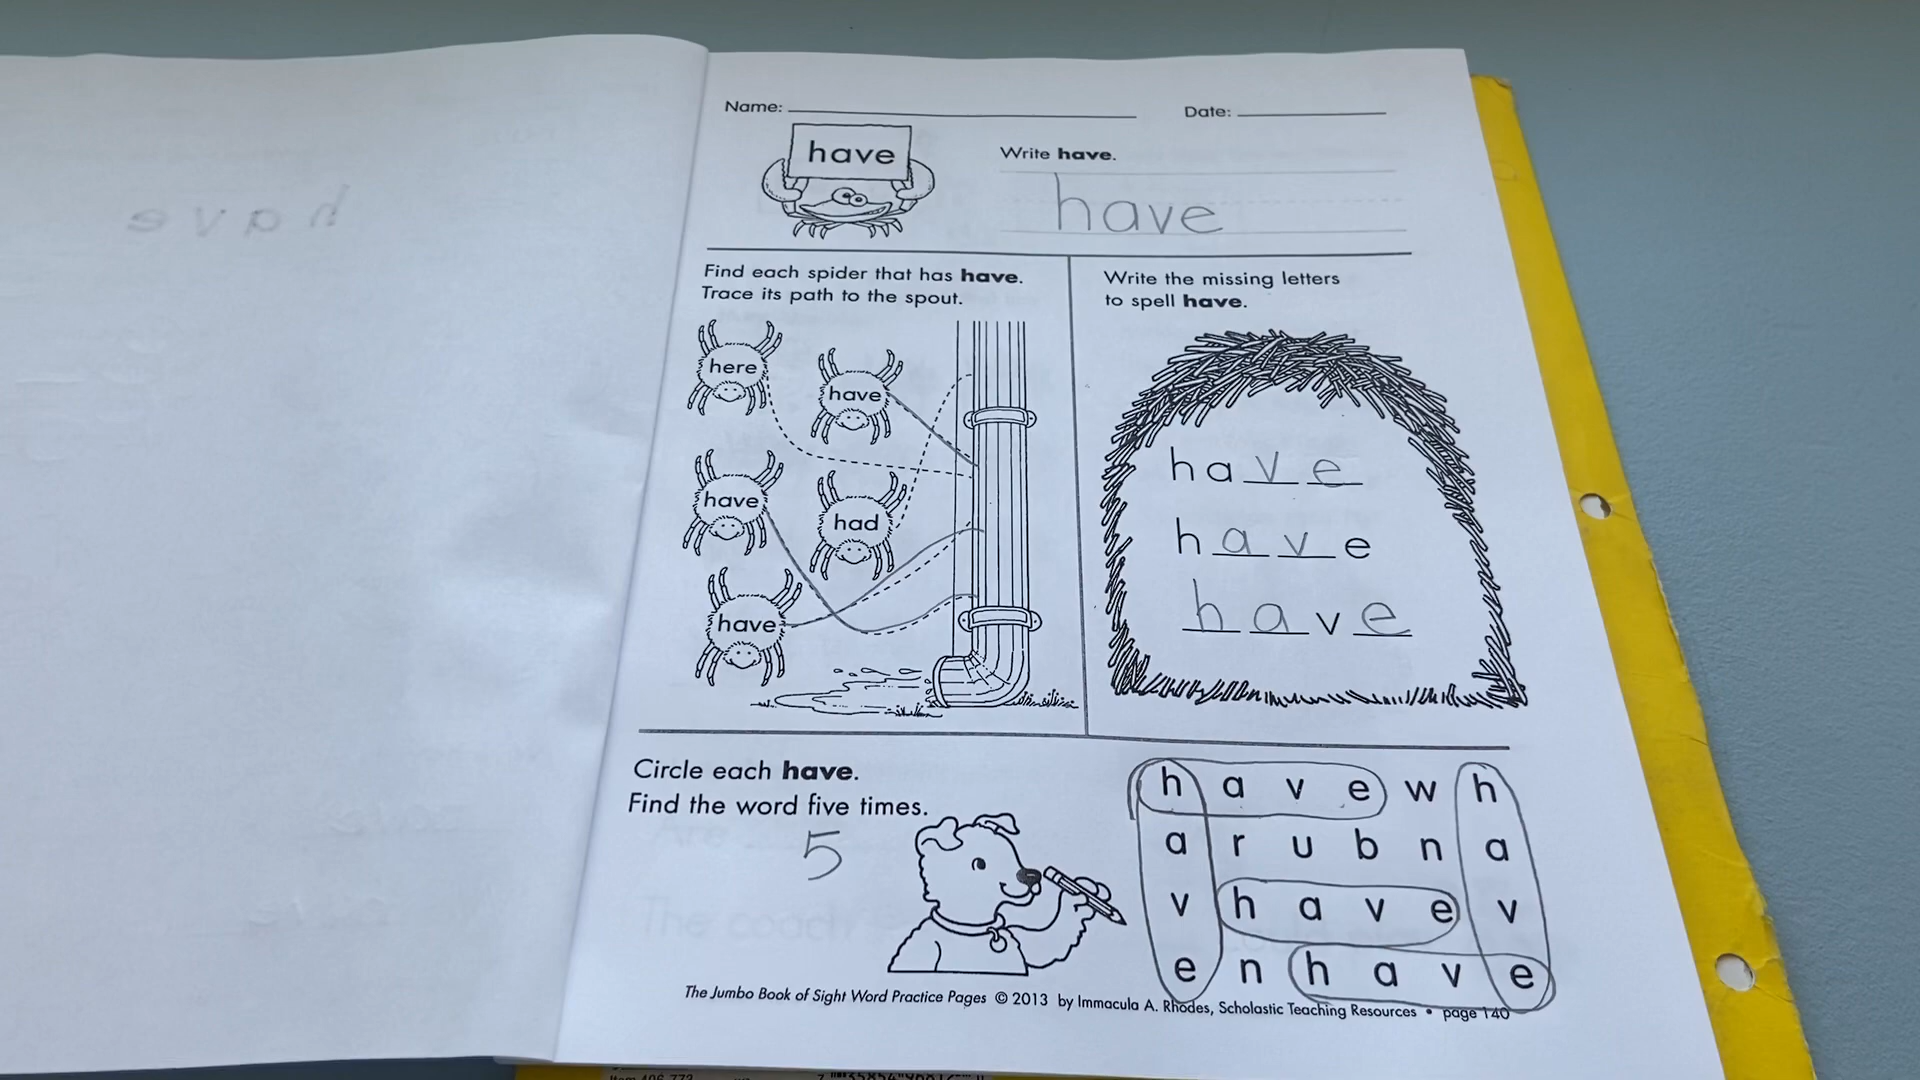 Name: Date:
have
Write have.
have
Find each spider that has have.
Trace its path to the spout.
here
have
have
had
have
Write the missing letters
to spell have.
have
have
have
Circle each have.
Find the word five times.
5
h a v e w h
a r u b n a
v h a v e v
e n h a v e
The Jumbo Book of Sight Word Practice Pages © 2013 by Immacula A. Rhodes, Scholastic Teaching Resources • page 140